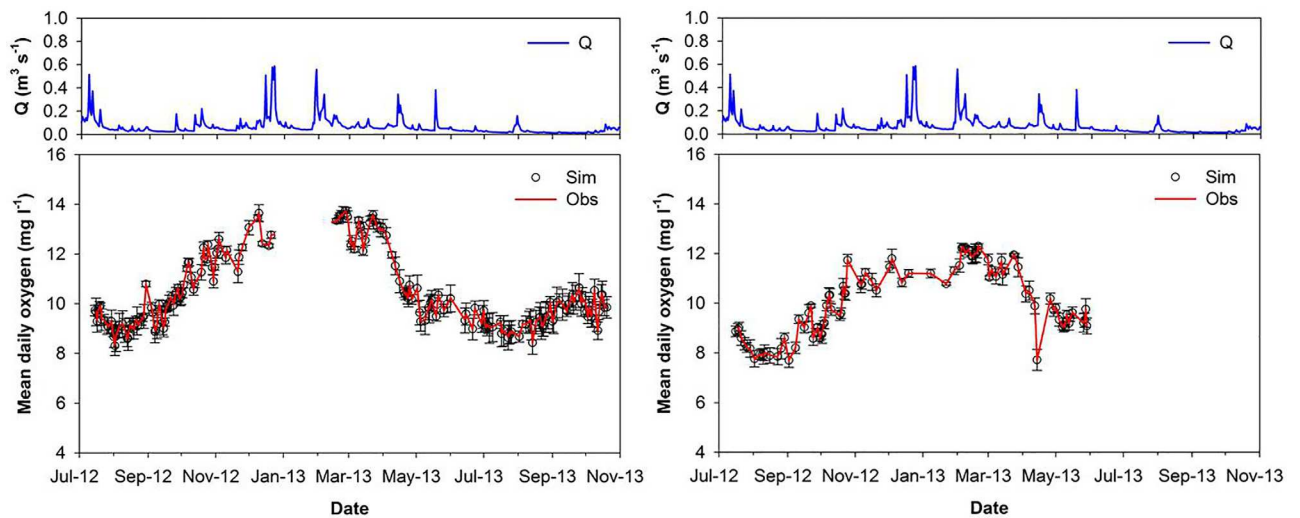 Q (m³ s⁻¹)
1.0
0.8
0.6
0.4
0.2
0.0
Q
Mean daily oxygen (mg l⁻¹)
16
14
12
10
8
6
4
Sim
Obs
Jul-12 Sep-12 Nov-12 Jan-13 Mar-13 May-13 Jul-13 Sep-13 Nov-13
Date
Q (m³ s⁻¹)
1.0
0.8
0.6
0.4
0.2
0.0
Q
Mean daily oxygen (mg l⁻¹)
16
14
12
10
8
6
4
Sim
Obs
Jul-12 Sep-12 Nov-12 Jan-13 Mar-13 May-13 Jul-13 Sep-13 Nov-13
Date